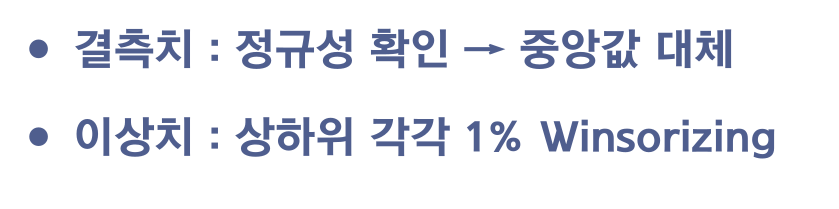 ● 결측치 : 정규성 확인 → 중앙값 대체
● 이상치 : 상하위 각각 1% Winsorizing